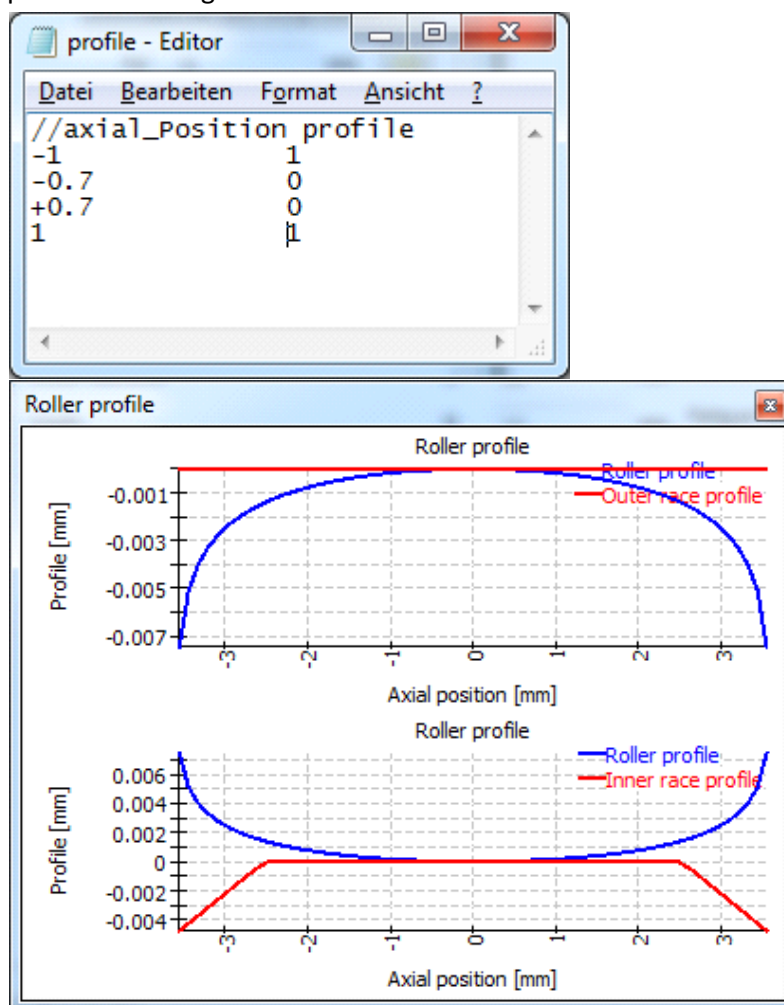 profile - Editor
Datei Bearbeiten Format Ansicht ?
//axial_Position profile
-1 1
-0.7 0
+0.7 0
1 1
Roller profile
Roller profile
Roller profile
Outer race profile
Profile [mm]
-0.001
-0.003
-0.005
-0.007
-3 -2 -1 0 1 2 3
Axial position [mm]
Roller profile
Roller profile
Inner race profile
Profile [mm]
0.006
0.004
0.002
0
-0.002
-0.004
-3 -2 -1 0 1 2 3
Axial position [mm]